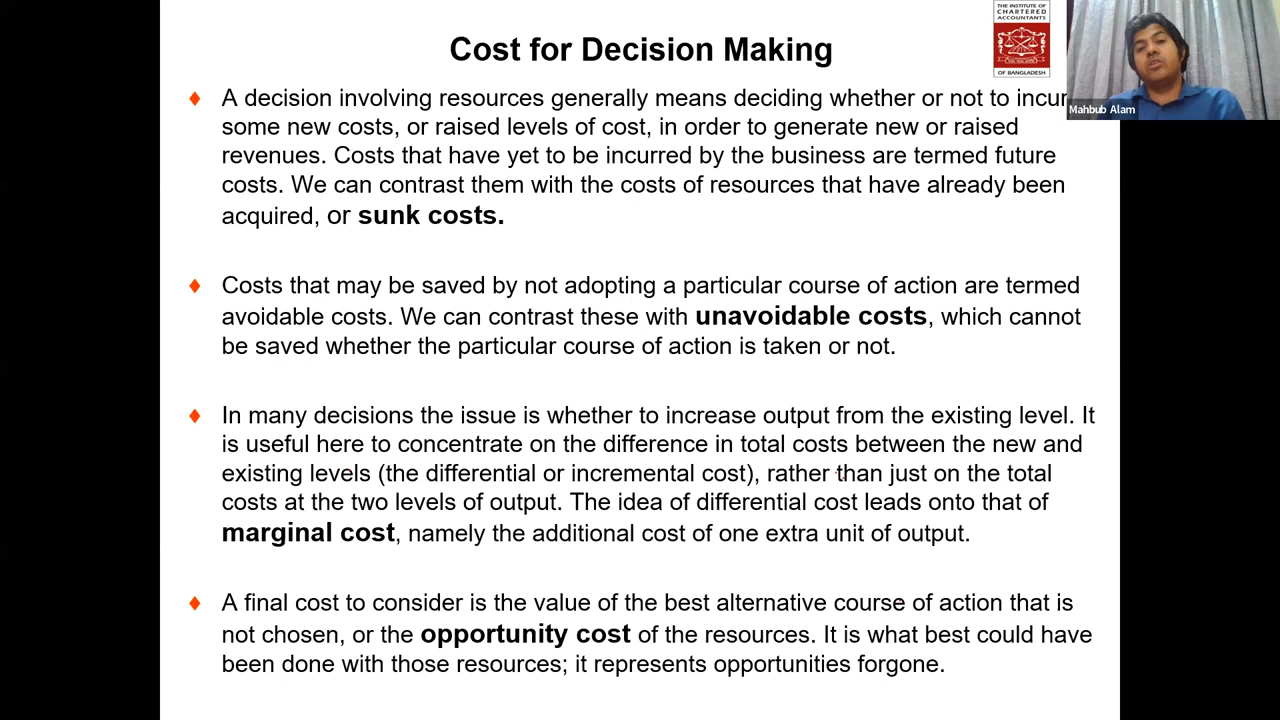 Cost for Decision Making
THE INSTITUTE OF
CHARTERED
ACCOUNTANTS
OF BANGLADESH
Mahbub Alam
♦ A decision involving resources generally means deciding whether or not to incur
some new costs, or raised levels of cost, in order to generate new or raised
revenues. Costs that have yet to be incurred by the business are termed future
costs. We can contrast them with the costs of resources that have already been
acquired, or sunk costs.
♦ Costs that may be saved by not adopting a particular course of action are termed
avoidable costs. We can contrast these with unavoidable costs, which cannot
be saved whether the particular course of action is taken or not.
♦ In many decisions the issue is whether to increase output from the existing level. It
is useful here to concentrate on the difference in total costs between the new and
existing levels (the differential or incremental cost), rather than just on the total
costs at the two levels of output. The idea of differential cost leads onto that of
marginal cost, namely the additional cost of one extra unit of output.
♦ A final cost to consider is the value of the best alternative course of action that is
not chosen, or the opportunity cost of the resources. It is what best could have
been done with those resources; it represents opportunities forgone.